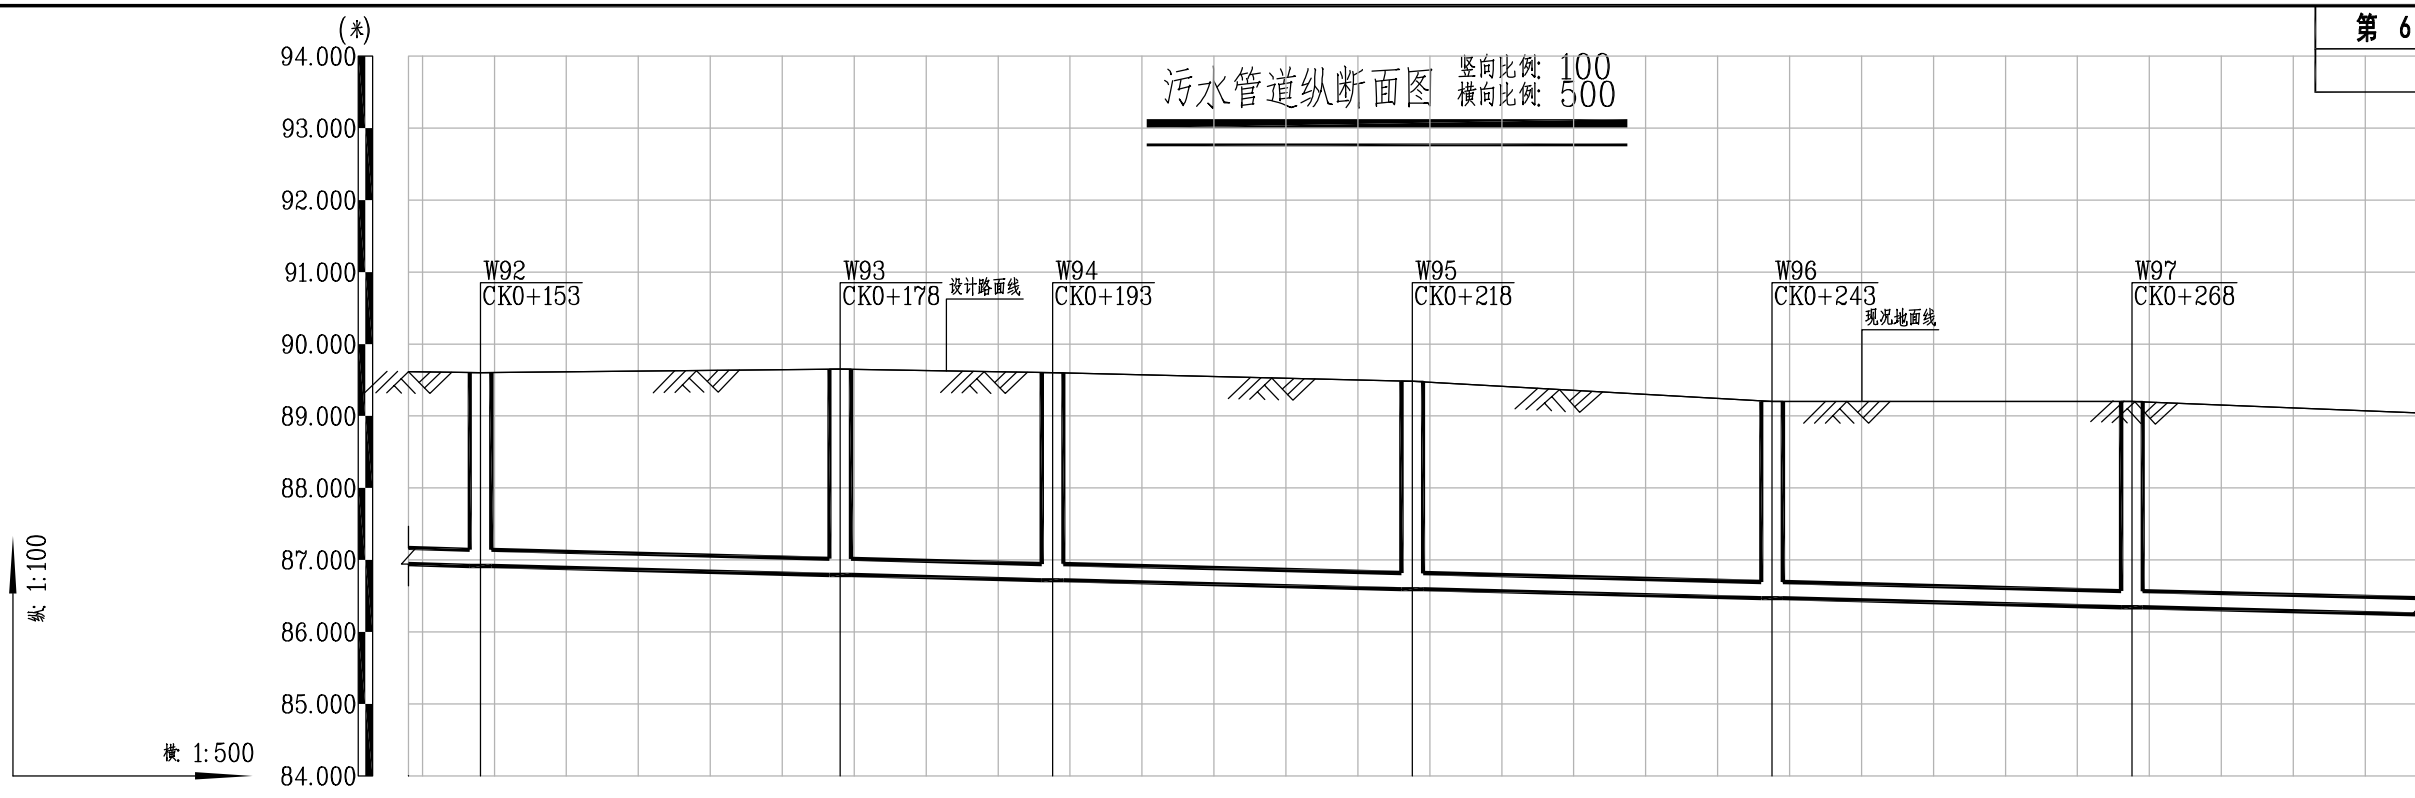 第 6
(米)
94.000
93.000
92.000
91.000
90.000
89.000
88.000
87.000
86.000
85.000
84.000
污水管道纵断面图
竖向比例: 100
横向比例: 500
W92
CK0+153
W93
CK0+178
设计路面线
W94
CK0+193
W95
CK0+218
W96
CK0+243
现况地面线
W97
CK0+268
纵: 1:100
横: 1:500